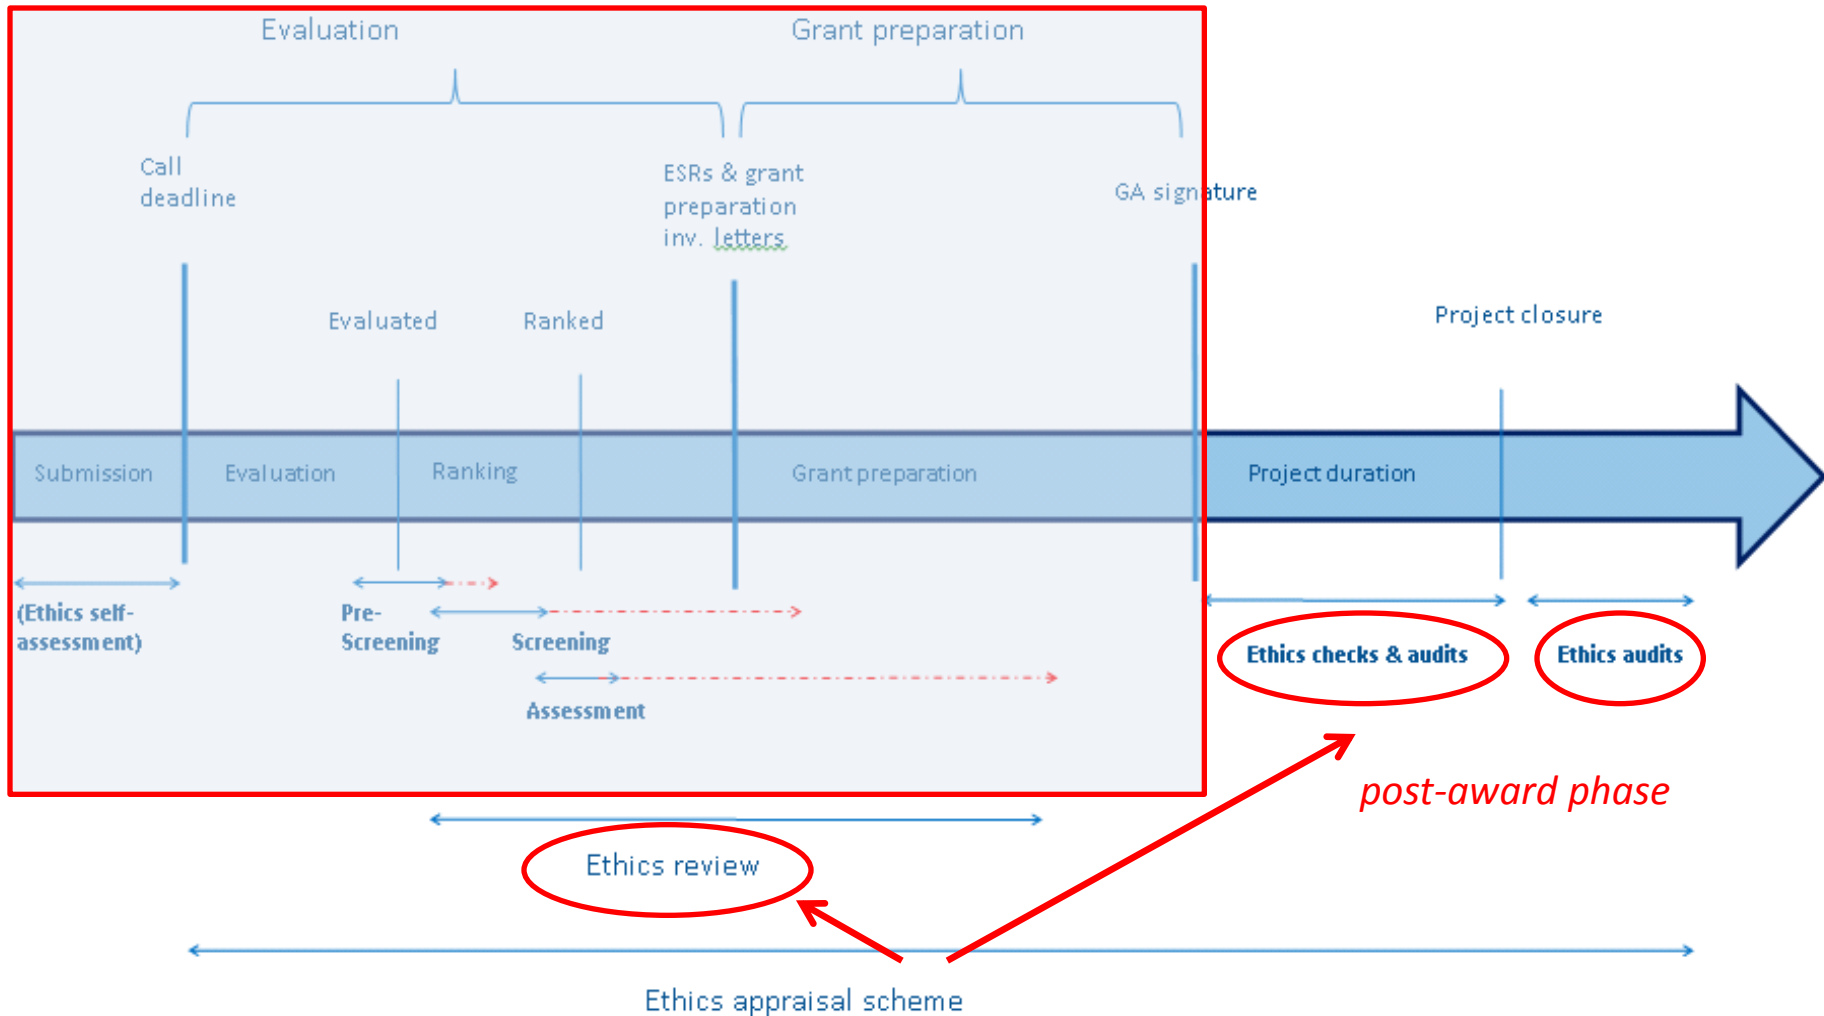 Evaluation
Grant preparation
Call
deadline
ESRs & grant
preparation
inv. letters
GA signature
Evaluated
Ranked
Project closure
Submission
Evaluation
Ranking
Grant preparation
Project duration
(Ethics self-
assessment)
Pre-
Screening
Screening
Assessment
Ethics checks & audits
Ethics audits
post-award phase
Ethics review
Ethics appraisal scheme